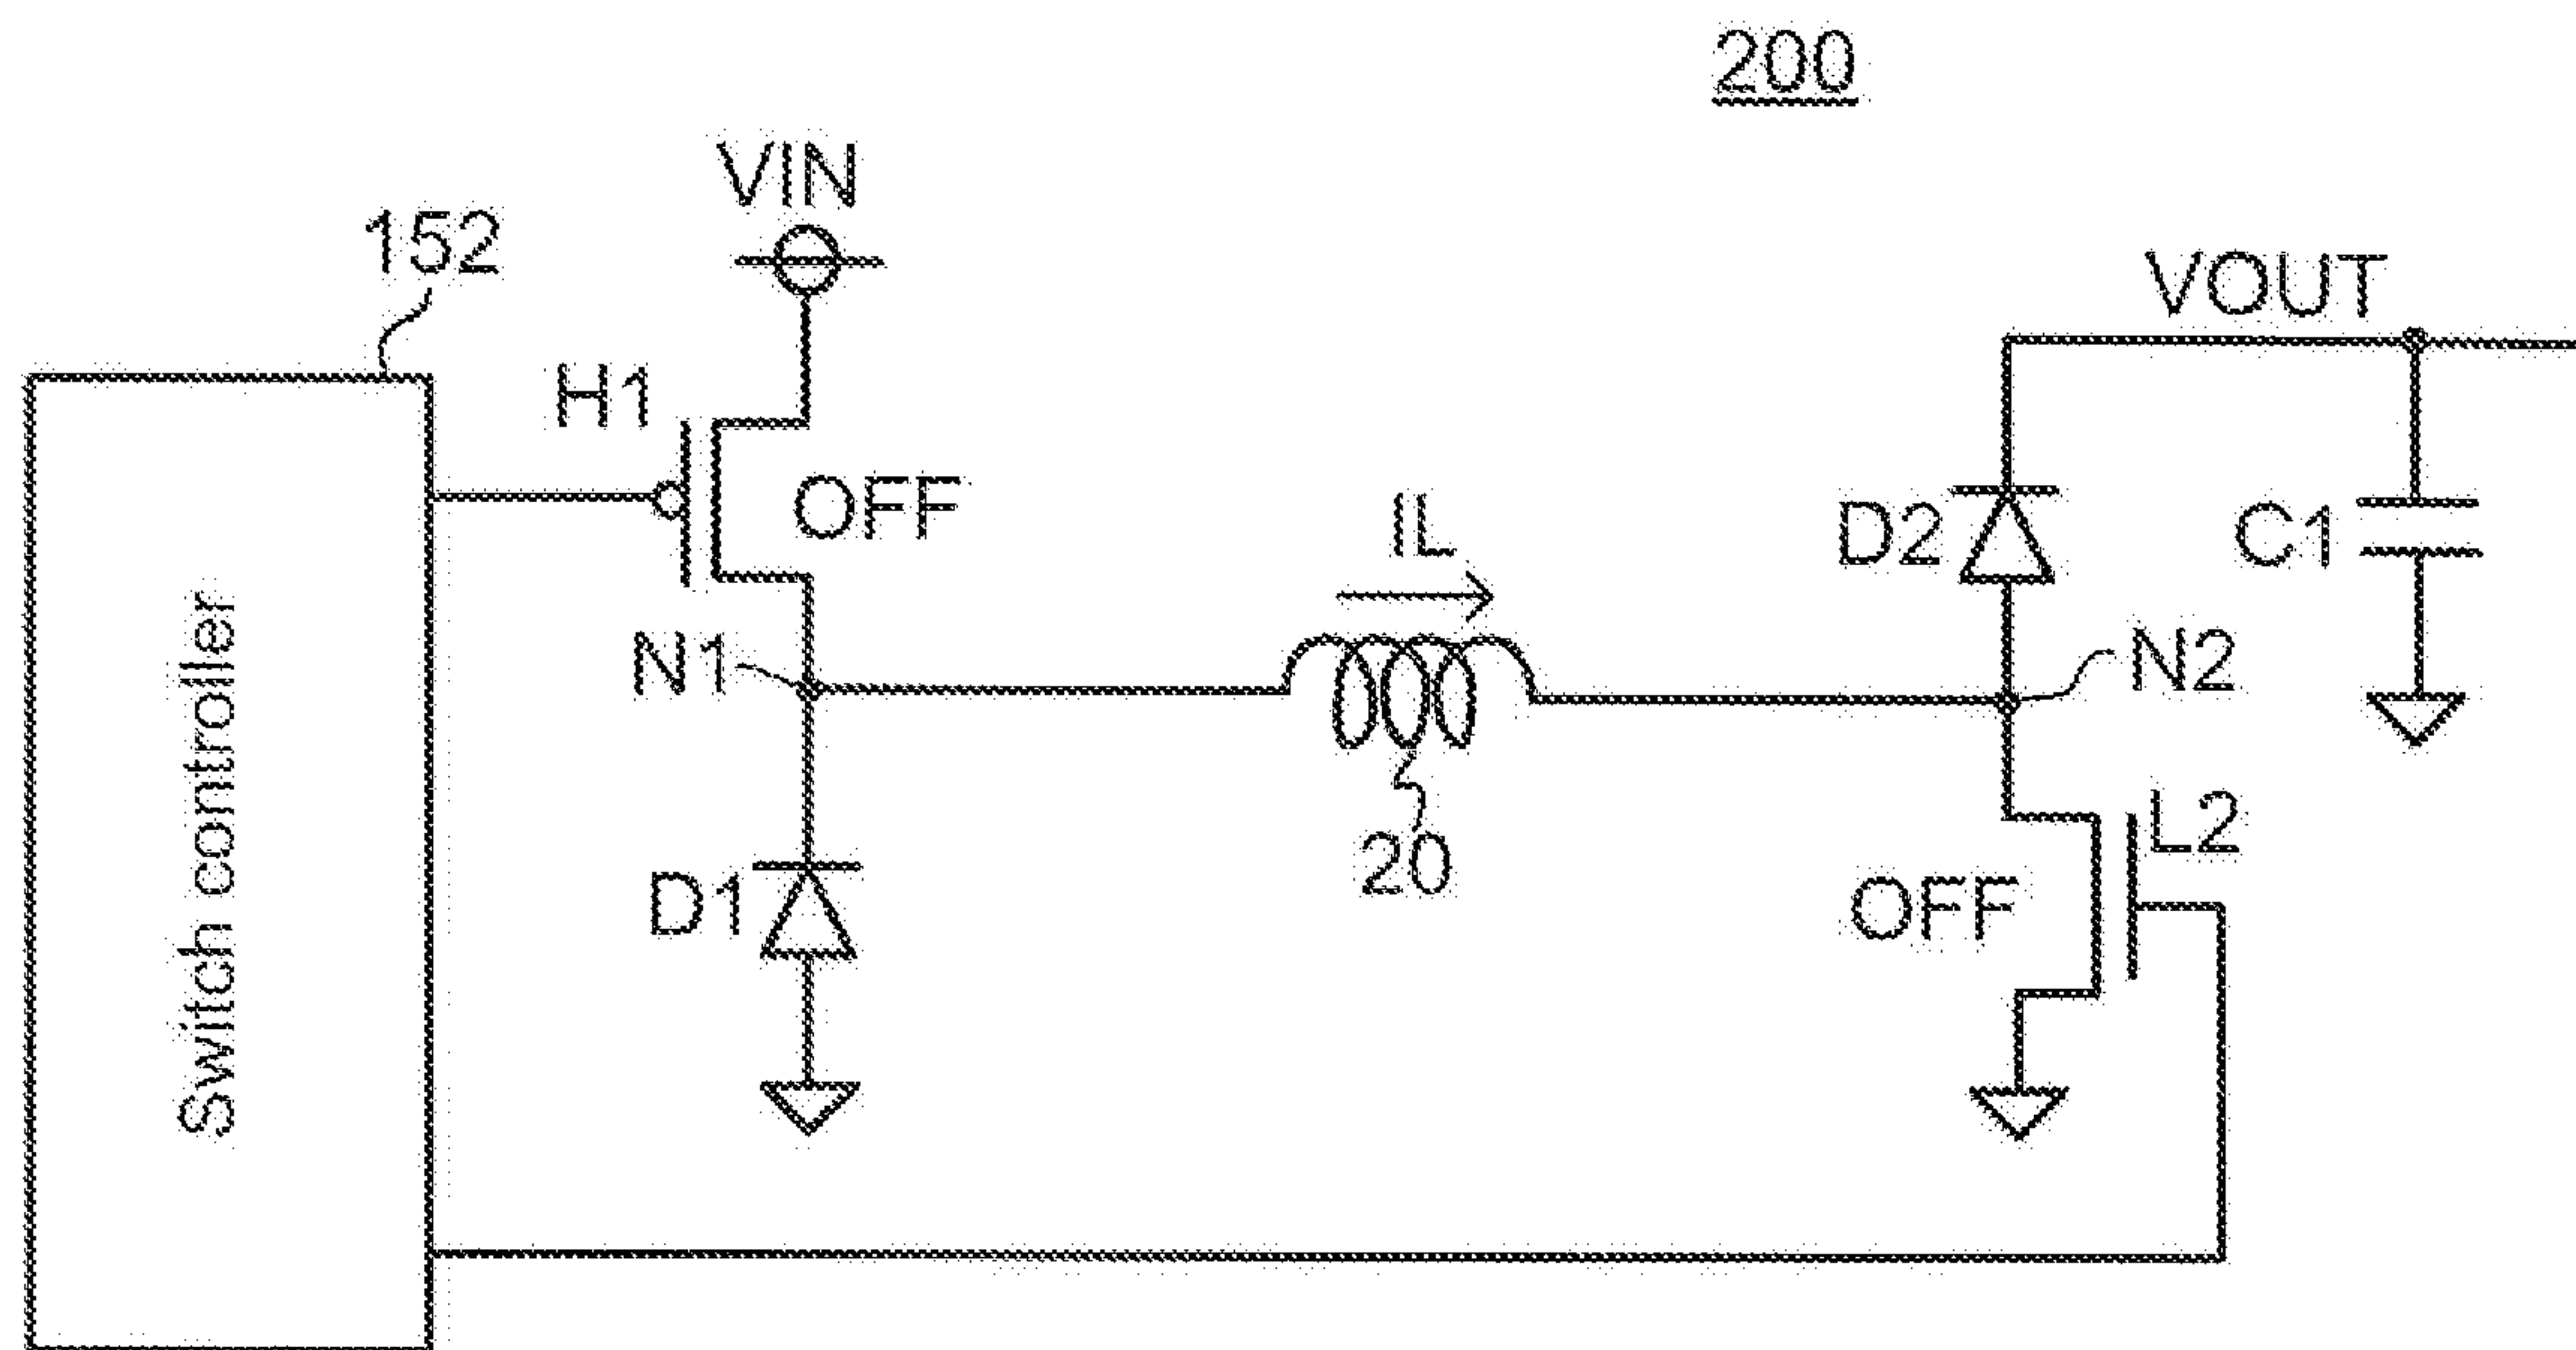 200
VIN
152
VOUT
H1
OFF
IL
D2
C1
N1
N2
Switch controller
L2
D1
20
OFF